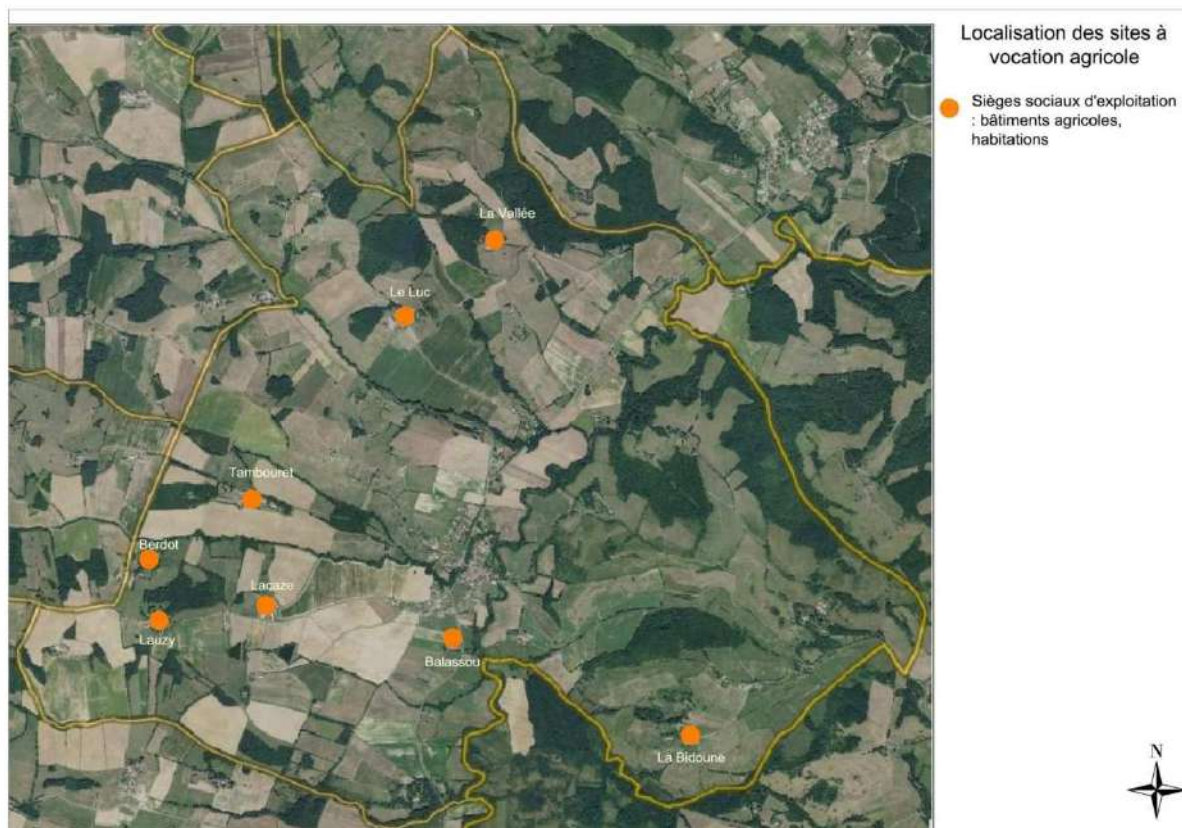 Localisation des sites à
vocation agricole
Sièges sociaux d'exploitation
: bâtiments agricoles,
habitations
La Vallée
Le Luc
Tambouret
Berdot
Lacaze
Lauzy
Balassou
La Bidoune
N